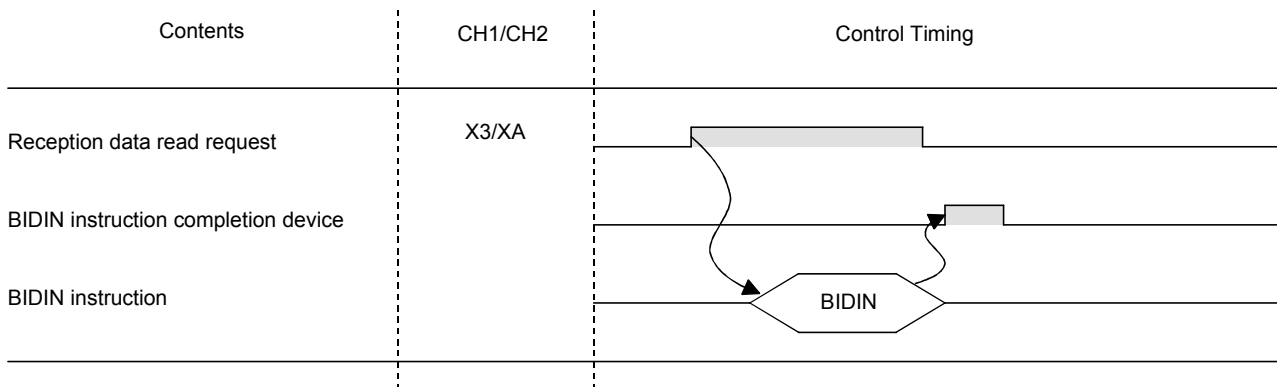 Contents CH1/CH2 Control Timing
Reception data read request X3/XA
BIDIN instruction completion device
BIDIN instruction BIDIN